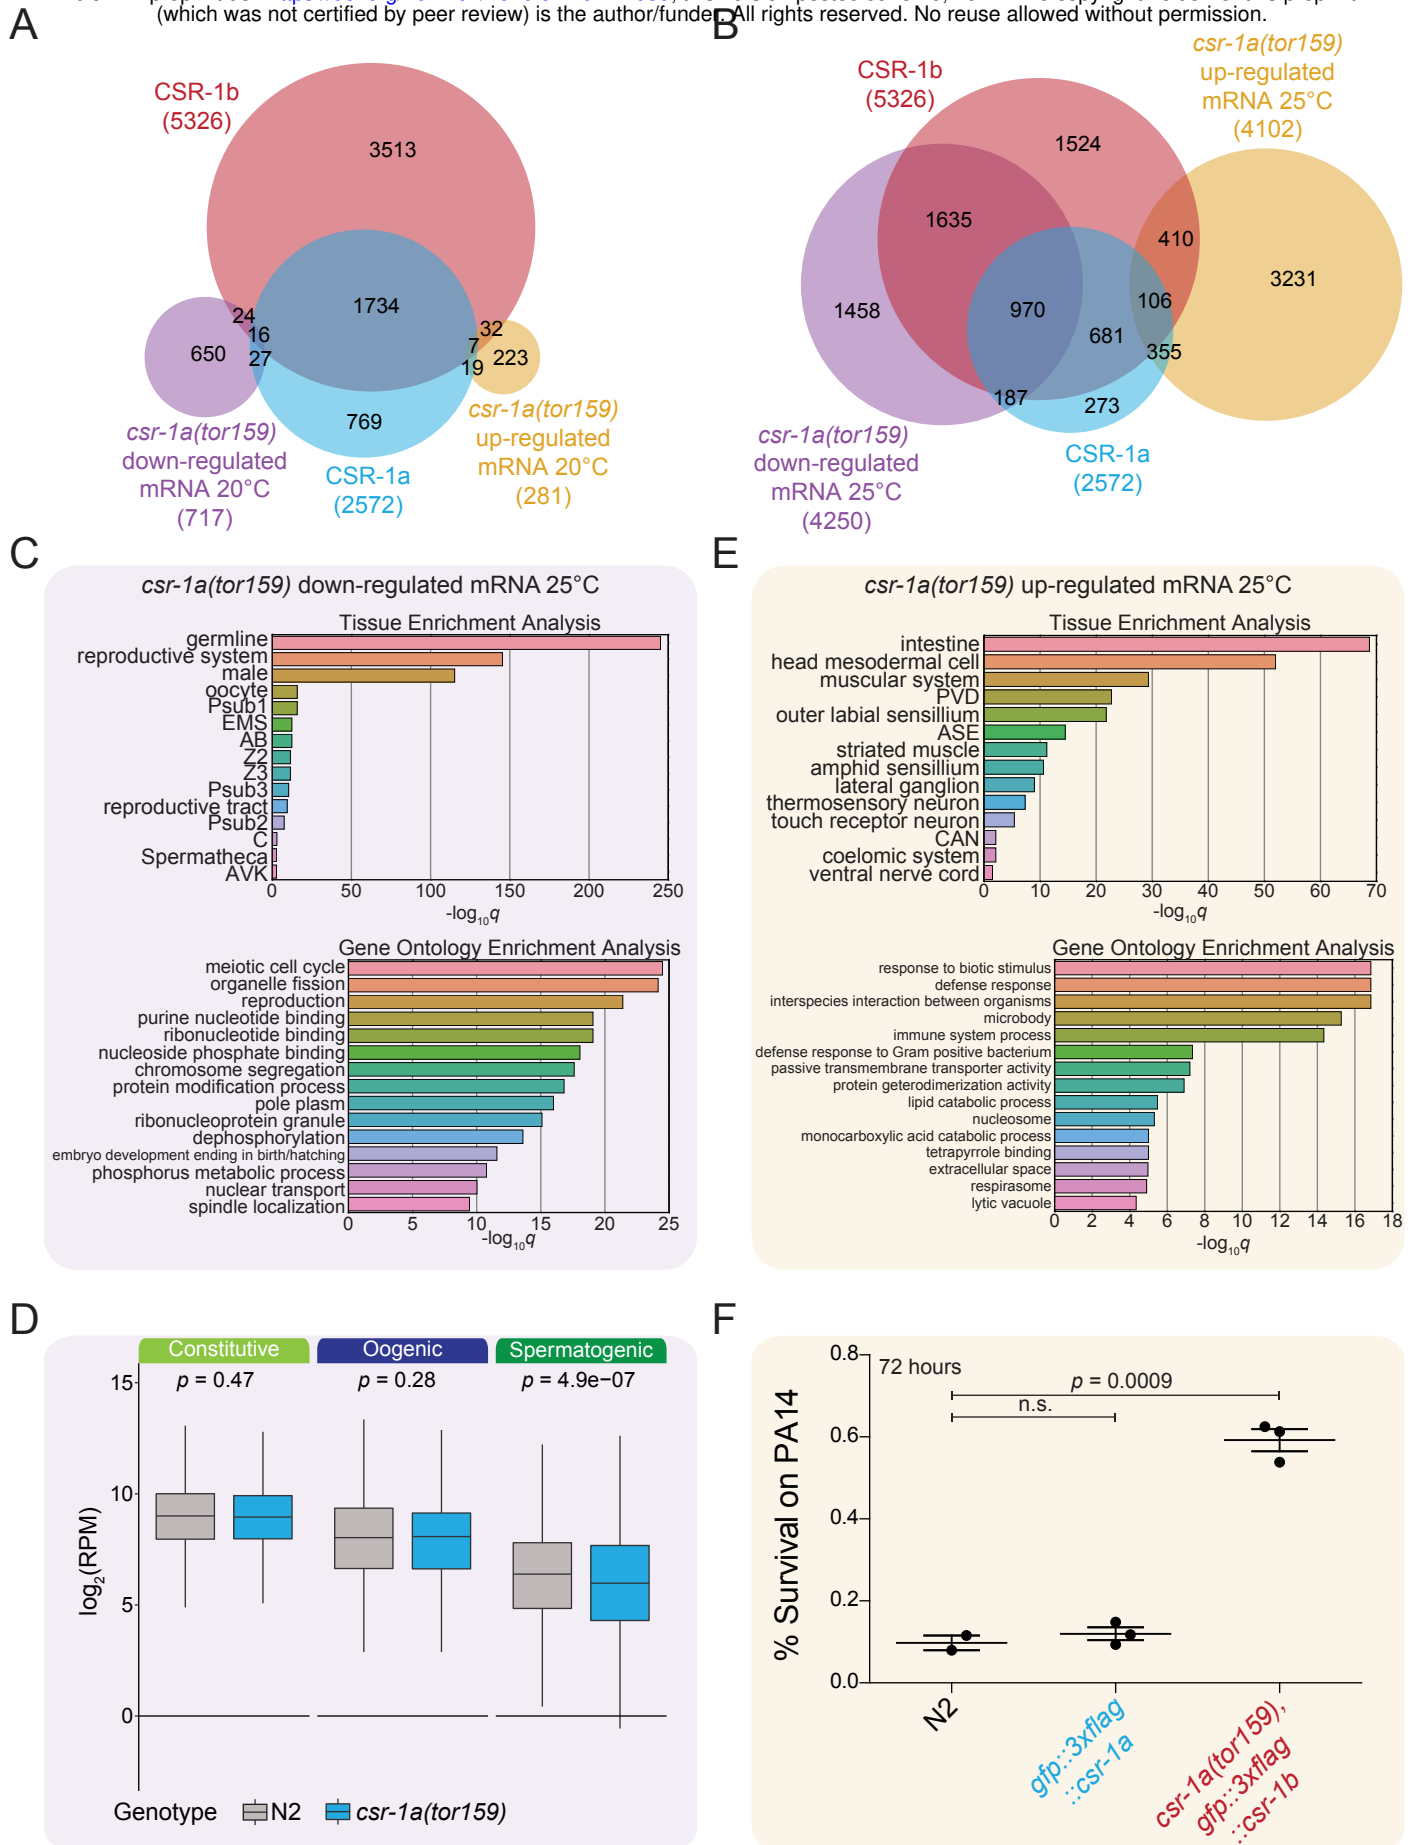 (which was not certified by peer review) is the author/funder. All rights reserved. No reuse allowed without permission.
A
CSR-1b
(5326)
3513
1734
24
16
27
650
32
7
19
223
769
csr-1a(tor159)
down-regulated
mRNA 20°C
(717)
CSR-1a
(2572)
csr-1a(tor159)
up-regulated
mRNA 20°C
(281)
B
CSR-1b
(5326)
csr-1a(tor159)
up-regulated
mRNA 25°C
(4102)
1524
1635
410
3231
1458
970
106
681
355
187
273
csr-1a(tor159)
down-regulated
mRNA 25°C
(4250)
CSR-1a
(2572)
C
csr-1a(tor159) down-regulated mRNA 25°C
Tissue Enrichment Analysis
germline
reproductive system
male
oocyte
Psub1
EMS
AB
Z2
Z3
Psub3
reproductive tract
Psub2
C
Spermatheca
AVK
0 50 100 150 200 250
-log10q
Gene Ontology Enrichment Analysis
meiotic cell cycle
organelle fission
reproduction
purine nucleotide binding
ribonucleotide binding
nucleoside phosphate binding
chromosome segregation
protein modification process
pole plasm
ribonucleoprotein granule
dephosphorylation
embryo development ending in birth/hatching
phosphorus metabolic process
nuclear transport
spindle localization
0 5 10 15 20 25
-log10q
E
csr-1a(tor159) up-regulated mRNA 25°C
Tissue Enrichment Analysis
intestine
head mesodermal cell
muscular system
PVD
outer labial sensillium
ASE
striated muscle
amphid sensillium
lateral ganglion
thermosensory neuron
touch receptor neuron
CAN
coelomic system
ventral nerve cord
0 10 20 30 40 50 60 70
-log10q
Gene Ontology Enrichment Analysis
response to biotic stimulus
defense response
interspecies interaction between organisms
microbody
immune system process
defense response to Gram positive bacterium
passive transmembrane transporter activity
protein geterodimerization activity
lipid catabolic process
nucleosome
monocarboxylic acid catabolic process
tetrapyrrole binding
extracellular space
respirasome
lytic vacuole
0 2 4 6 8 10 12 14 16 18
-log10q
D
Constitutive Oogenic Spermatogenic
p = 0.47 p = 0.28 p = 4.9e−07
log2(RPM)
15
10
5
0
Genotype N2 csr-1a(tor159)
F
72 hours
p = 0.0009
n.s.
% Survival on PA14
0.8
0.6
0.4
0.2
0.0
N2
gfp::3xflag
::csr-1a
csr-1a(tor159),
gfp::3xflag
::csr-1b